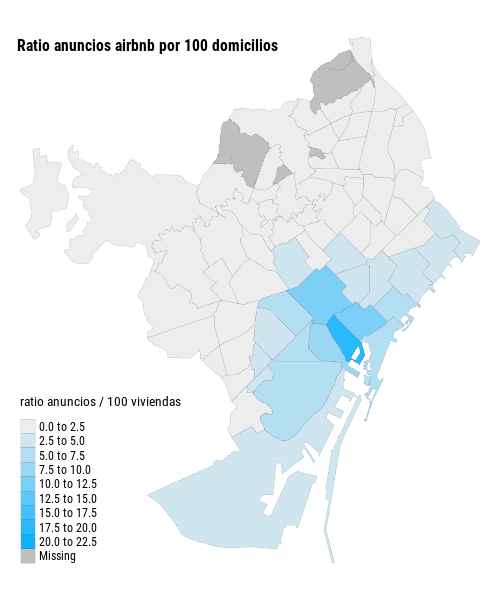 Ratio anuncios airbnb por 100 domicilios
ratio anuncios / 100 viviendas
0.0 to 2.5
2.5 to 5.0
5.0 to 7.5
7.5 to 10.0
10.0 to 12.5
12.5 to 15.0
15.0 to 17.5
17.5 to 20.0
20.0 to 22.5
Missing